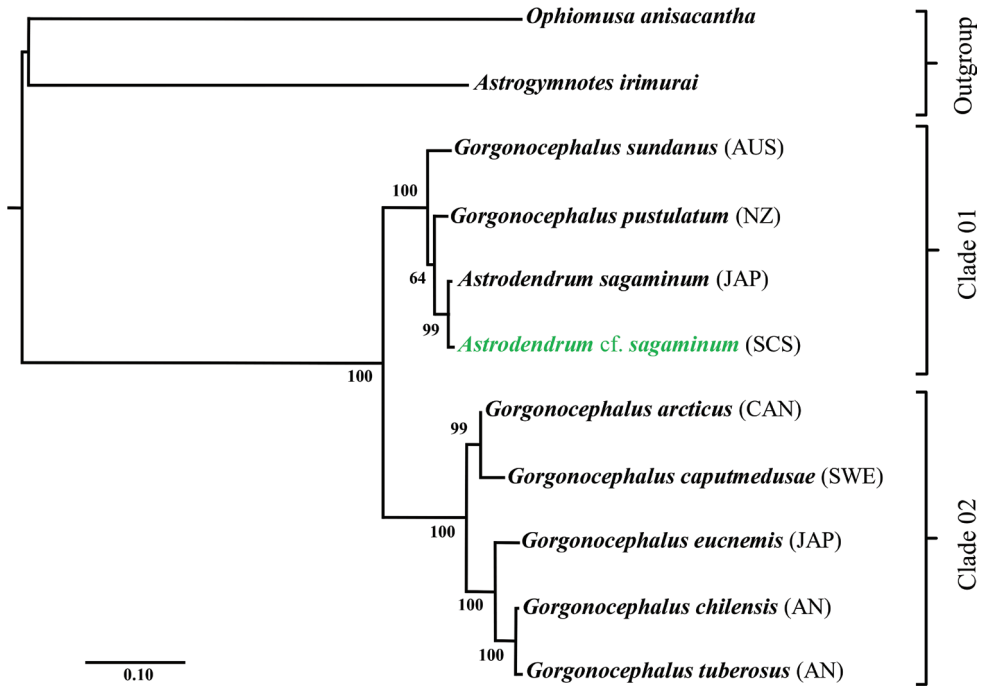 Ophiomusa anisacantha
Astrogymnotes irimurai
Outgroup
Gorgonocephalus sundanus (AUS)
100
Gorgonocephalus pustulatum (NZ)
64
Astrodendrum sagaminum (JAP)
99
Astrodendrum cf. sagaminum (SCS)
Clade 01
100
Gorgonocephalus arcticus (CAN)
99
Gorgonocephalus caputmedusae (SWE)
100
Gorgonocephalus eucnemis (JAP)
100
Gorgonocephalus chilensis (AN)
100
Gorgonocephalus tuberosus (AN)
Clade 02
0.10